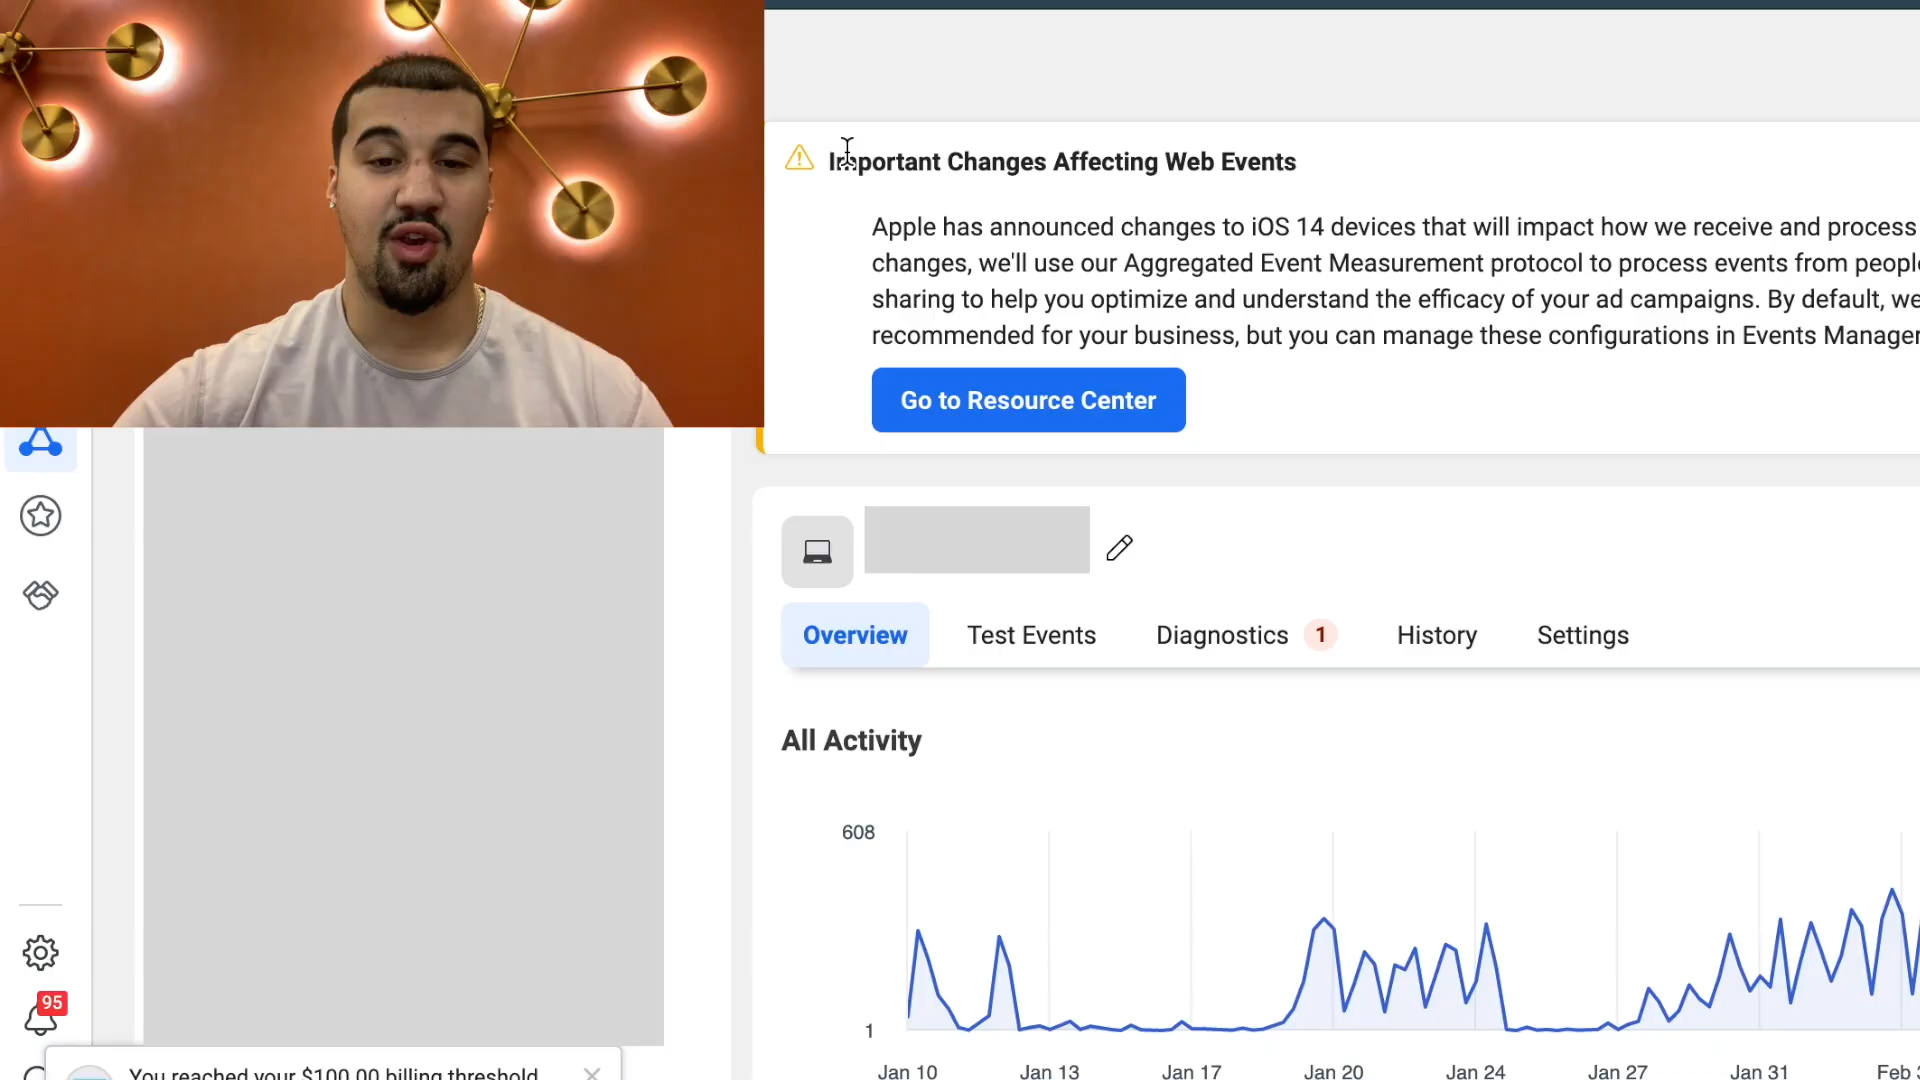 Important Changes Affecting Web Events
Apple has announced changes to iOS 14 devices that will impact how we receive and process
changes, we'll use our Aggregated Event Measurement protocol to process events from people
sharing to help you optimize and understand the efficacy of your ad campaigns. By default, we
recommended for your business, but you can manage these configurations in Events Manager
Go to Resource Center
Overview
Test Events
Diagnostics 1
History
Settings
All Activity
608
1
Jan 10
Jan 13
Jan 17
Jan 20
Jan 24
Jan 27
Jan 31
Feb 3
95
You reached your $100.00 billing threshold